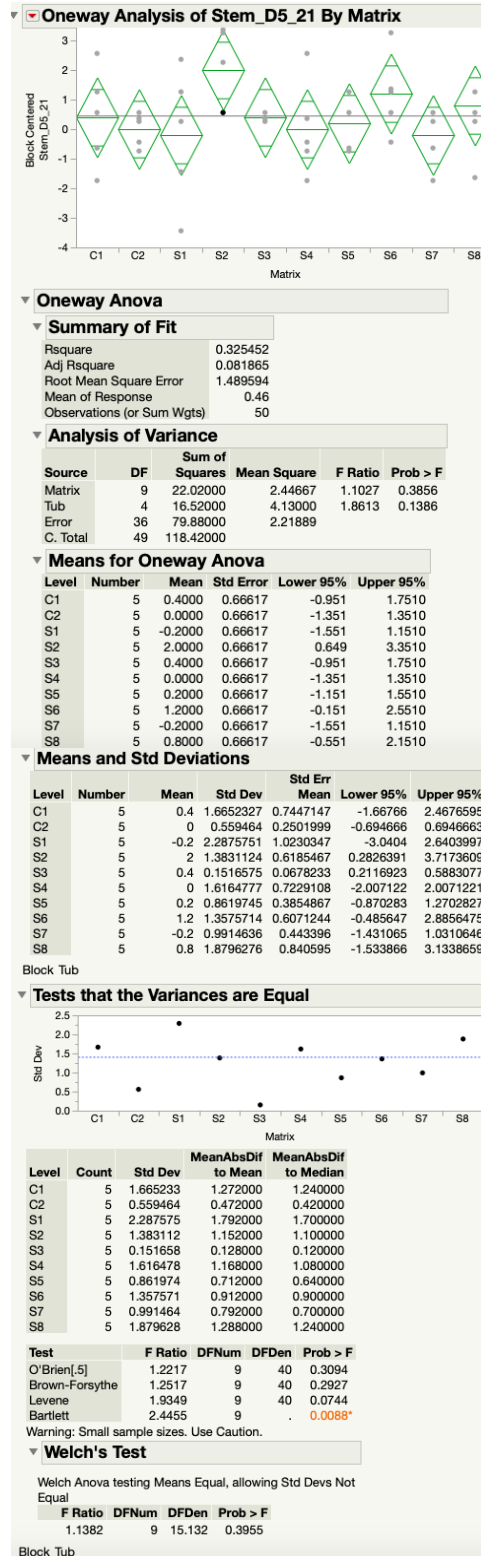 Oneway Analysis of Stem_D5_21 By Matrix
3
2
1
0
-1
-2
-3
-4
Block Centered
Stem_D5_21
C1 C2 S1 S2 S3 S4 S5 S6 S7 S8
Matrix
Oneway Anova
Summary of Fit
Rsquare 0.325452
Adj Rsquare 0.081865
Root Mean Square Error 1.489594
Mean of Response 0.46
Observations (or Sum Wgts) 50
Analysis of Variance
Sum of
Source DF Squares Mean Square F Ratio Prob > F
Matrix 9 22.02000 2.44667 1.1027 0.3856
Tub 4 16.52000 4.13000 1.8613 0.1386
Error 36 79.88000 2.21889
C. Total 49 118.42000
Means for Oneway Anova
Level Number Mean Std Error Lower 95% Upper 95%
C1 5 0.4000 0.66617 -0.951 1.7510
C2 5 0.0000 0.66617 -1.351 1.3510
S1 5 -0.2000 0.66617 -1.551 1.1510
S2 5 2.0000 0.66617 0.649 3.3510
S3 5 0.4000 0.66617 -0.951 1.7510
S4 5 0.0000 0.66617 -1.351 1.3510
S5 5 0.2000 0.66617 -1.151 1.5510
S6 5 1.2000 0.66617 -0.151 2.5510
S7 5 -0.2000 0.66617 -1.551 1.1510
S8 5 0.8000 0.66617 -0.551 2.1510
Means and Std Deviations
Std Err
Level Number Mean Std Dev Mean Lower 95% Upper 95%
C1 5 0.4 1.6652327 0.7447147 -1.66766 2.4676595
C2 5 0 0.559464 0.2501999 -0.694666 0.6946663
S1 5 -0.2 2.2875751 1.0230347 -3.0404 2.6403997
S2 5 2 1.3831124 0.6185467 0.2826391 3.7173609
S3 5 0.4 0.1516575 0.0678233 0.2116923 0.5883077
S4 5 0 1.6164777 0.7229108 -2.007122 2.0071221
S5 5 0.2 0.8619745 0.3854867 -0.870283 1.2702827
S6 5 1.2 1.3575714 0.6071244 -0.485647 2.8856475
S7 5 -0.2 0.9914636 0.443396 -1.431065 1.0310646
S8 5 0.8 1.8796276 0.840595 -1.533866 3.1338659
Block Tub
Tests that the Variances are Equal
2.5
2.0
1.5
1.0
0.5
0.0
Std Dev
C1 C2 S1 S2 S3 S4 S5 S6 S7 S8
Matrix
MeanAbsDif MeanAbsDif
Level Count Std Dev to Mean to Median
C1 5 1.665233 1.272000 1.240000
C2 5 0.559464 0.472000 0.420000
S1 5 2.287575 1.792000 1.700000
S2 5 1.383112 1.152000 1.100000
S3 5 0.151658 0.128000 0.120000
S4 5 1.616478 1.168000 1.080000
S5 5 0.861974 0.712000 0.640000
S6 5 1.357571 0.912000 0.900000
S7 5 0.991464 0.792000 0.700000
S8 5 1.879628 1.288000 1.240000
Test F Ratio DFNum DFDen Prob > F
O'Brien[.5] 1.2217 9 40 0.3094
Brown-Forsythe 1.2517 9 40 0.2927
Levene 1.9349 9 40 0.0744
Bartlett 2.4455 9 . 0.0088*
Warning: Small sample sizes. Use Caution.
Welch's Test
Welch Anova testing Means Equal, allowing Std Devs Not
Equal
F Ratio DFNum DFDen Prob > F
1.1382 9 15.132 0.3955
Block Tub